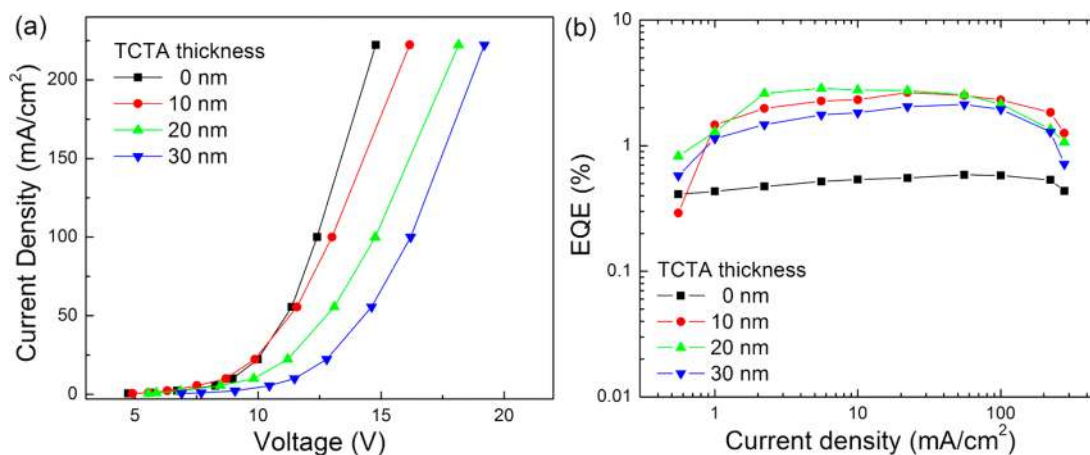 (a)
TCTA thickness
0 nm
10 nm
20 nm
30 nm
Current Density (mA/cm²)
200
150
100
50
0
5
10
15
20
Voltage (V)
(b)
EQE (%)
10
1
0.1
0.01
TCTA thickness
0 nm
10 nm
20 nm
30 nm
1
10
100
Current density (mA/cm²)